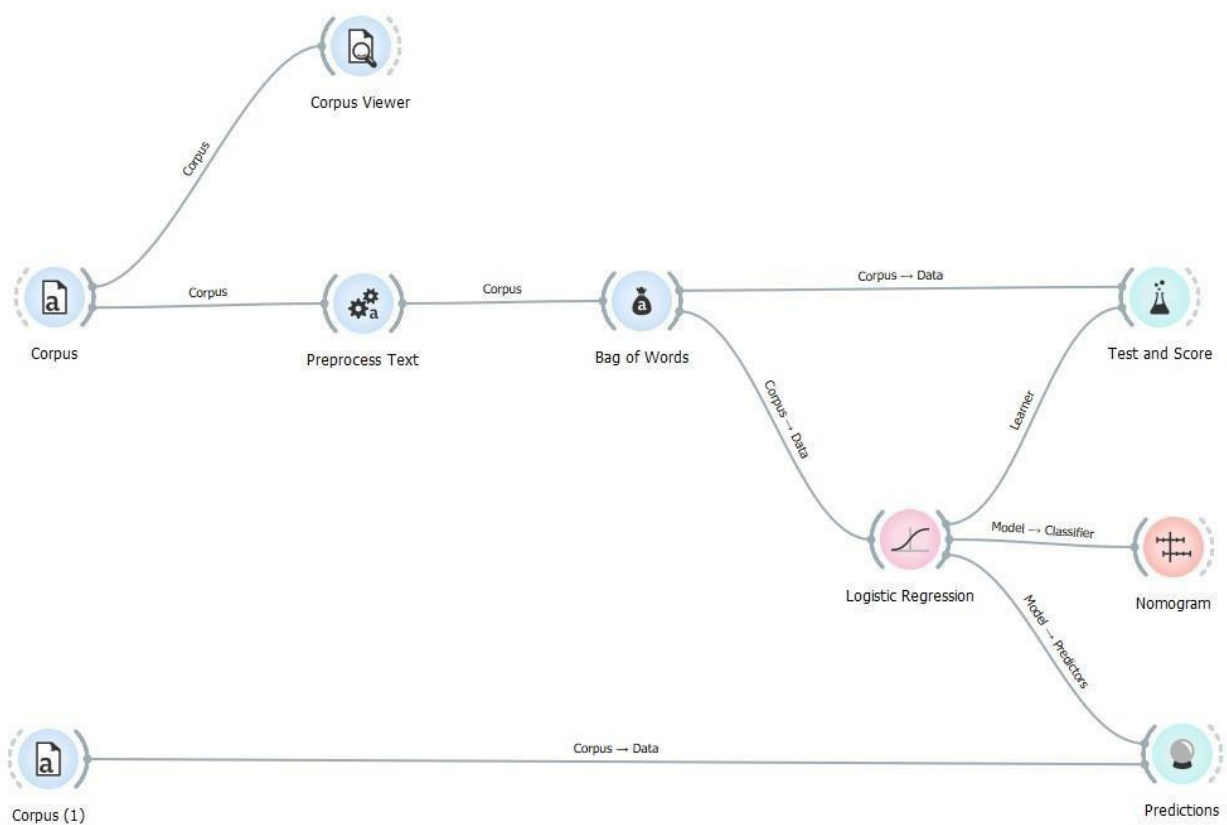 Corpus Viewer
Corpus
Corpus
Corpus
Corpus → Data
a
a
a
Corpus
Preprocess Text
Bag of Words
Test and Score
Corpus → Data
Learner
Model → Classifier
Logistic Regression
Nomogram
Model → Predictors
Corpus → Data
a
Corpus (1)
Predictions